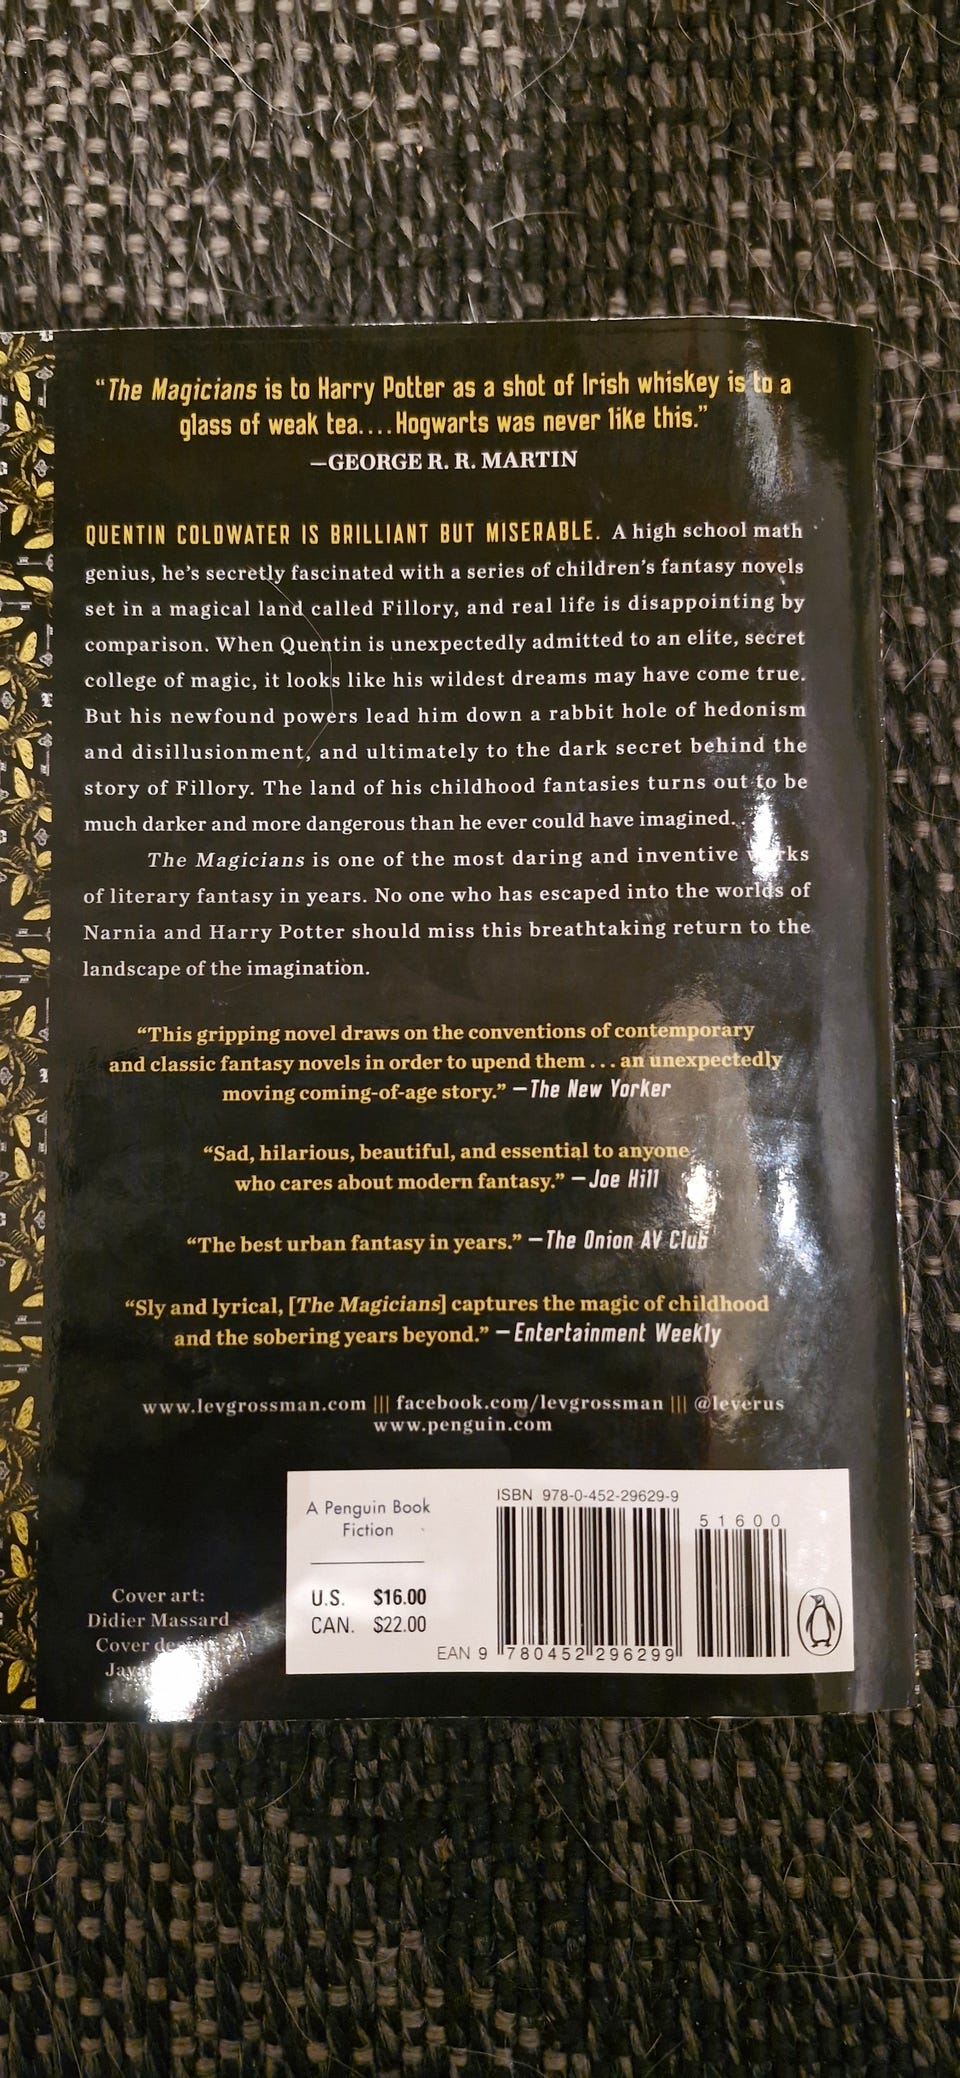 “The Magicians is to Harry Potter as a shot of Irish whiskey is to a
glass of weak tea....Hogwarts was never like this.”
—GEORGE R. R. MARTIN
QUENTIN COLDWATER IS BRILLIANT BUT MISERABLE. A high school math
genius, he’s secretly fascinated with a series of children’s fantasy novels
set in a magical land called Fillory, and real life is disappointing by
comparison. When Quentin is unexpectedly admitted to an elite, secret
college of magic, it looks like his wildest dreams may have come true.
But his newfound powers lead him down a rabbit hole of hedonism
and disillusionment, and ultimately to the dark secret behind the
story of Fillory. The land of his childhood fantasies turns out to be
much darker and more dangerous than he ever could have imagined.
The Magicians is one of the most daring and inventive works
of literary fantasy in years. No one who has escaped into the worlds of
Narnia and Harry Potter should miss this breathtaking return to the
landscape of the imagination.
“This gripping novel draws on the conventions of contemporary
and classic fantasy novels in order to upend them ... an unexpectedly
moving coming-of-age story.” —The New Yorker
“Sad, hilarious, beautiful, and essential to anyone
who cares about modern fantasy.” —Joe Hill
“The best urban fantasy in years.” —The Onion AV Club
“Sly and lyrical, [The Magicians] captures the magic of childhood
and the sobering years beyond.” —Entertainment Weekly
www.levgrossman.com ||| facebook.com/levgrossman ||| @leverus
www.penguin.com
A Penguin Book
Fiction
U.S. $16.00
CAN. $22.00
ISBN 978-0-452-29629-9
51600
EAN 9 780452 296299
Cover art:
Didier Massard
Cover